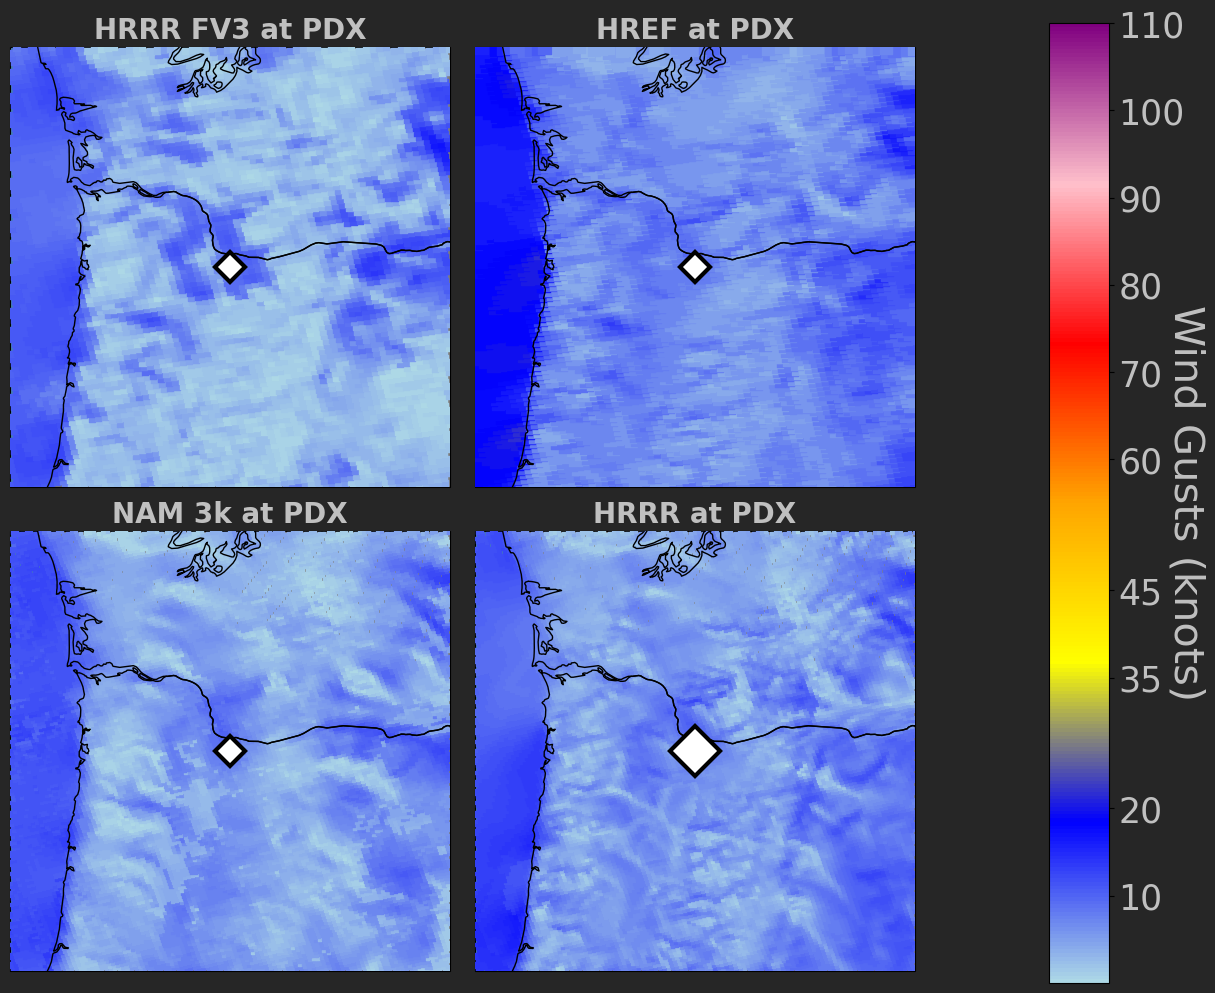 HRRR FV3 at PDX
HREF at PDX
NAM 3k at PDX
HRRR at PDX
110
100
90
80
70
60
45
35
20
10
Wind Gusts (knots)